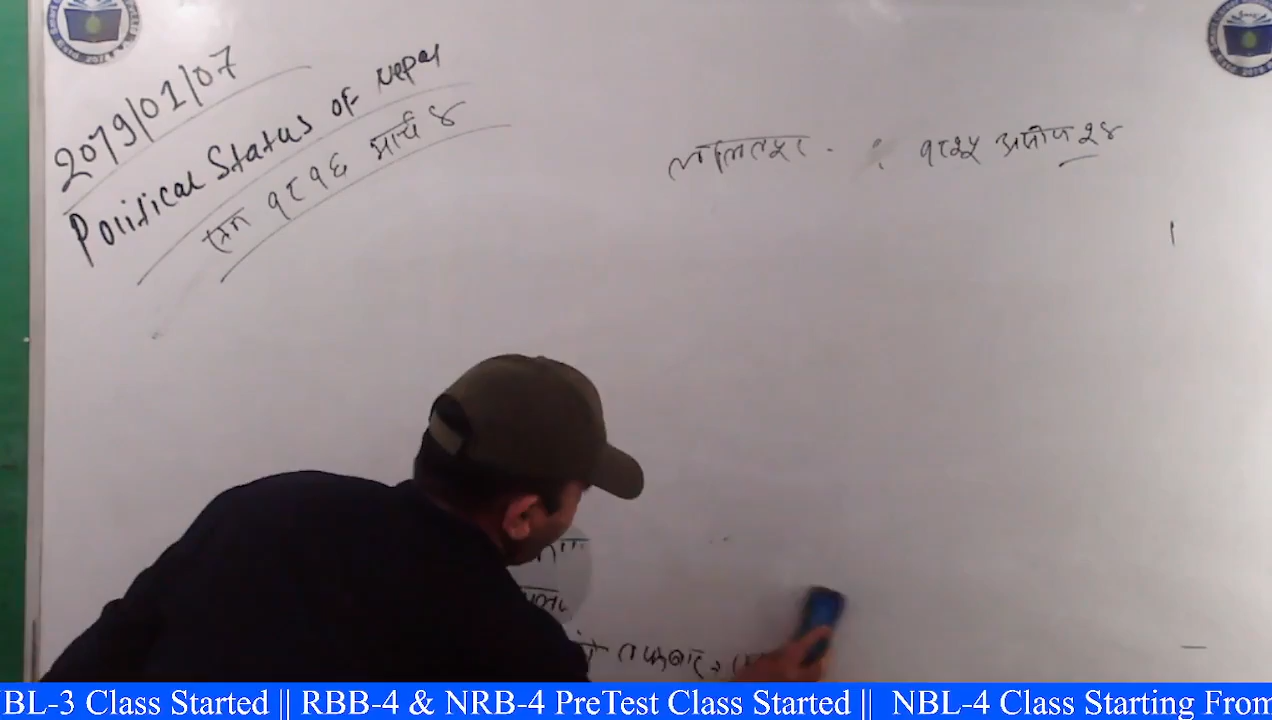 2079/01/07
Political Status of Nepal
सन १८१६ मार्च ४
ललितपुर : १८२५ असोज २४
BL-3 Class Started || RBB-4 & NRB-4 PreTest Class Started || NBL-4 Class Starting From